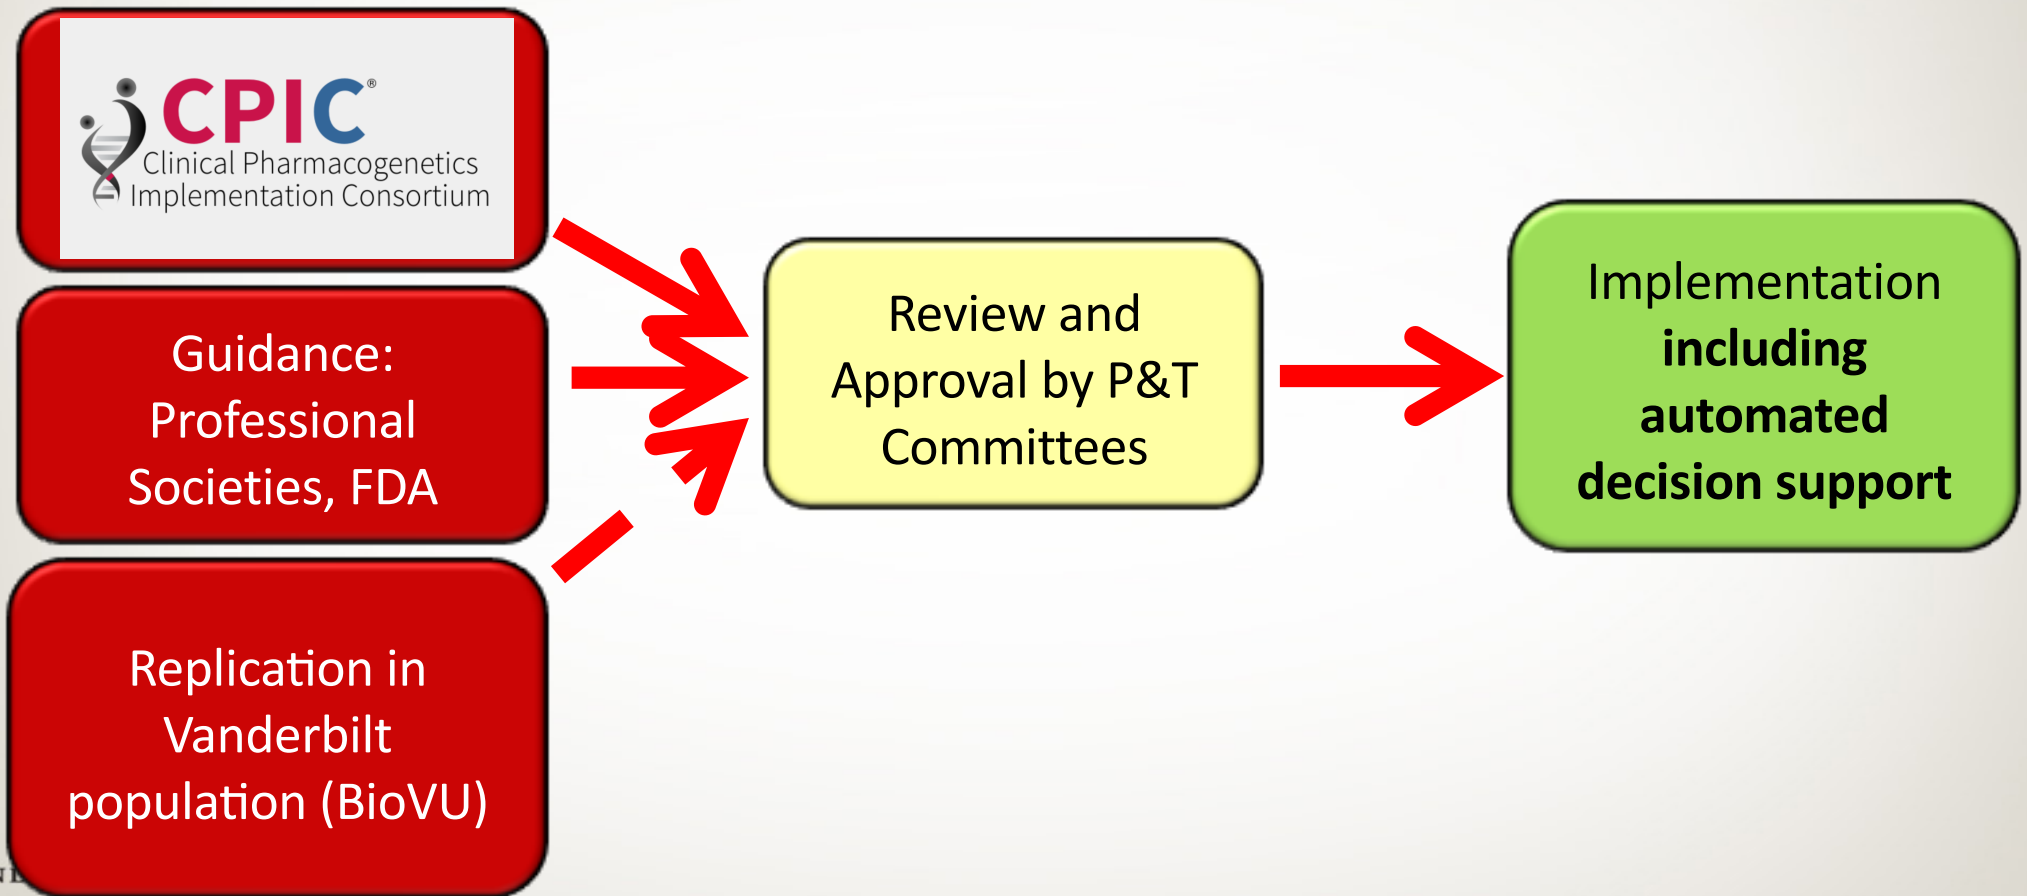 CPIC®
Clinical Pharmacogenetics
Implementation Consortium
Guidance:
Professional
Societies, FDA
Replication in
Vanderbilt
population (BioVU)
Review and
Approval by P&T
Committees
Implementation
including
automated
decision support